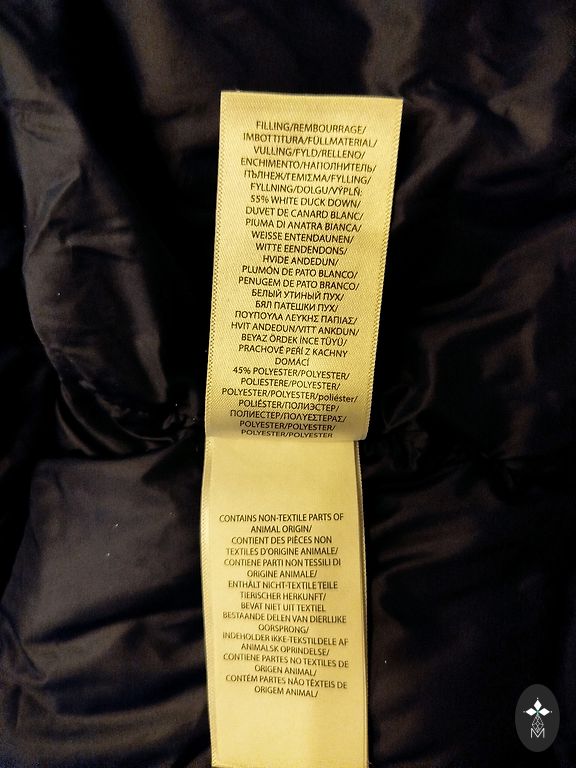 FILLING/REMBOURRAGE/
IMBOTTITURA/FÜLLMATERIAL/
VULLING/FYLD/RELLENO/
ENCHIMENTO/НАПОЛНИТЕЛЬ/
ПЪЛНЕЖ/ΓΕΜΙΣΜΑ/FYLLING/
FYLLNING/DOLGU/VÝPLŇ:
55% WHITE DUCK DOWN/
DUVET DE CANARD BLANC/
PIUMA DI ANATRA BIANCA/
WEISSE ENTENDAUNEN/
WITTE EENDENDONS/
HVIDE ANDEDUN/
PLUMÓN DE PATO BLANCO/
PENUGEM DE PATO BRANCO/
БЕЛЫЙ УТИНЫЙ ПУХ/
БЯЛ ПАТЕШКИ ПУХ/
ΠΟΥΠΟΥΛΑ ΛΕΥΚΗΣ ΠΑΠΙΑΣ/
HVIT ANDEDUN/VITT ANKDUN/
BEYAZ ÖRDEK İNCE TÜYÜ/
PRACHOVÉ PEŘÍ Z KACHNY
DOMÁCÍ
45% POLYESTER/POLYESTER/
POLIESTERE/POLYESTER/
POLYESTER/POLYESTER/poliéster/
POLIÉSTER/ПОЛИЭСТЕР/
ПОЛИЕСТЕР/ΠΟΛΥΕΣΤΕΡΑΣ/
POLYESTER/POLYESTER/
POLYESTER/POLYESTER
CONTAINS NON-TEXTILE PARTS OF
ANIMAL ORIGIN/
CONTIENT DES PIÈCES NON
TEXTILES D'ORIGINE ANIMALE/
CONTIENE PARTI NON TESSILI DI
ORIGINE ANIMALE/
ENTHÄLT NICHT-TEXTILE TEILE
TIERISCHER HERKUNFT/
BEVAT NIET UIT TEXTIEL
BESTAANDE DELEN VAN DIERLIJKE
OORSPRONG/
INDEHOLDER IKKE-TEKSTILDELE AF
ANIMALSK OPRINDELSE/
CONTIENE PARTES NO TEXTILES DE
ORIGEN ANIMAL/
CONTÉM PARTES NÃO TÊXTEIS DE
ORIGEM ANIMAL/